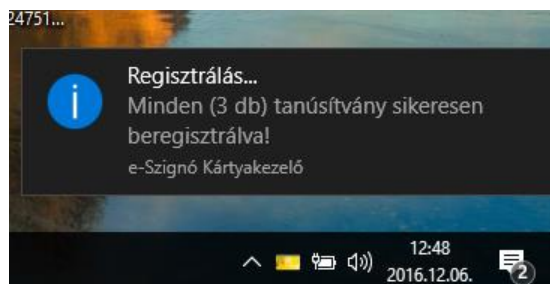 24751...
Regisztrálás...
Minden (3 db) tanúsítvány sikeresen
beregisztrálva!
e-Szignó Kártyakezelő
12:48
2016.12.06.
2